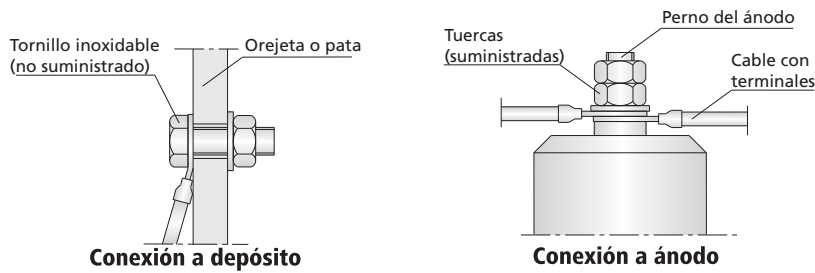 Tornillo inoxidable
(no suministrado)
Orejeta o pata
Conexión a depósito
Perno del ánodo
Tuercas
(suministradas)
Cable con
terminales
Conexión a ánodo